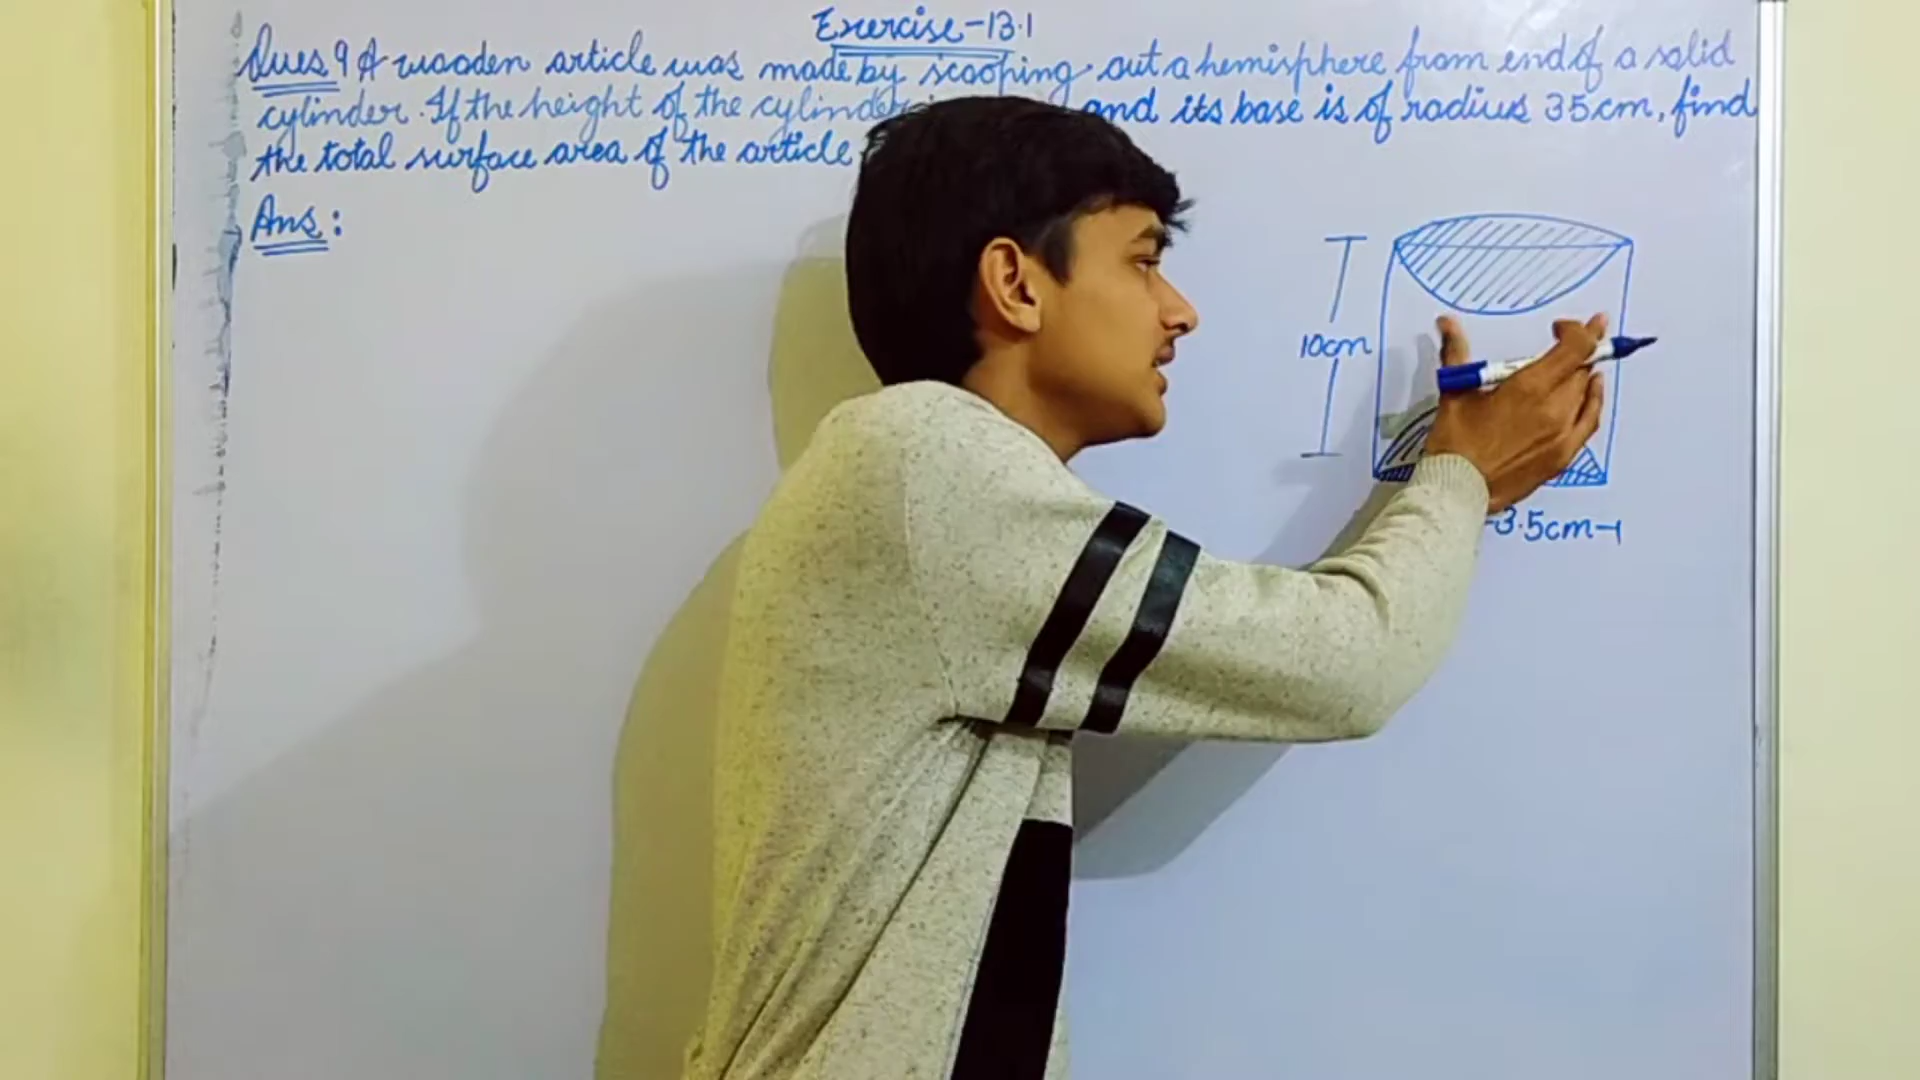 Exercise-13.1
Ques 9 A wooden article was made by scooping out a hemisphere from end of a solid
cylinder. If the height of the cylinder and its base is of radius 35cm, find
the total surface area of the article
Ans:
10cm
3.5cm